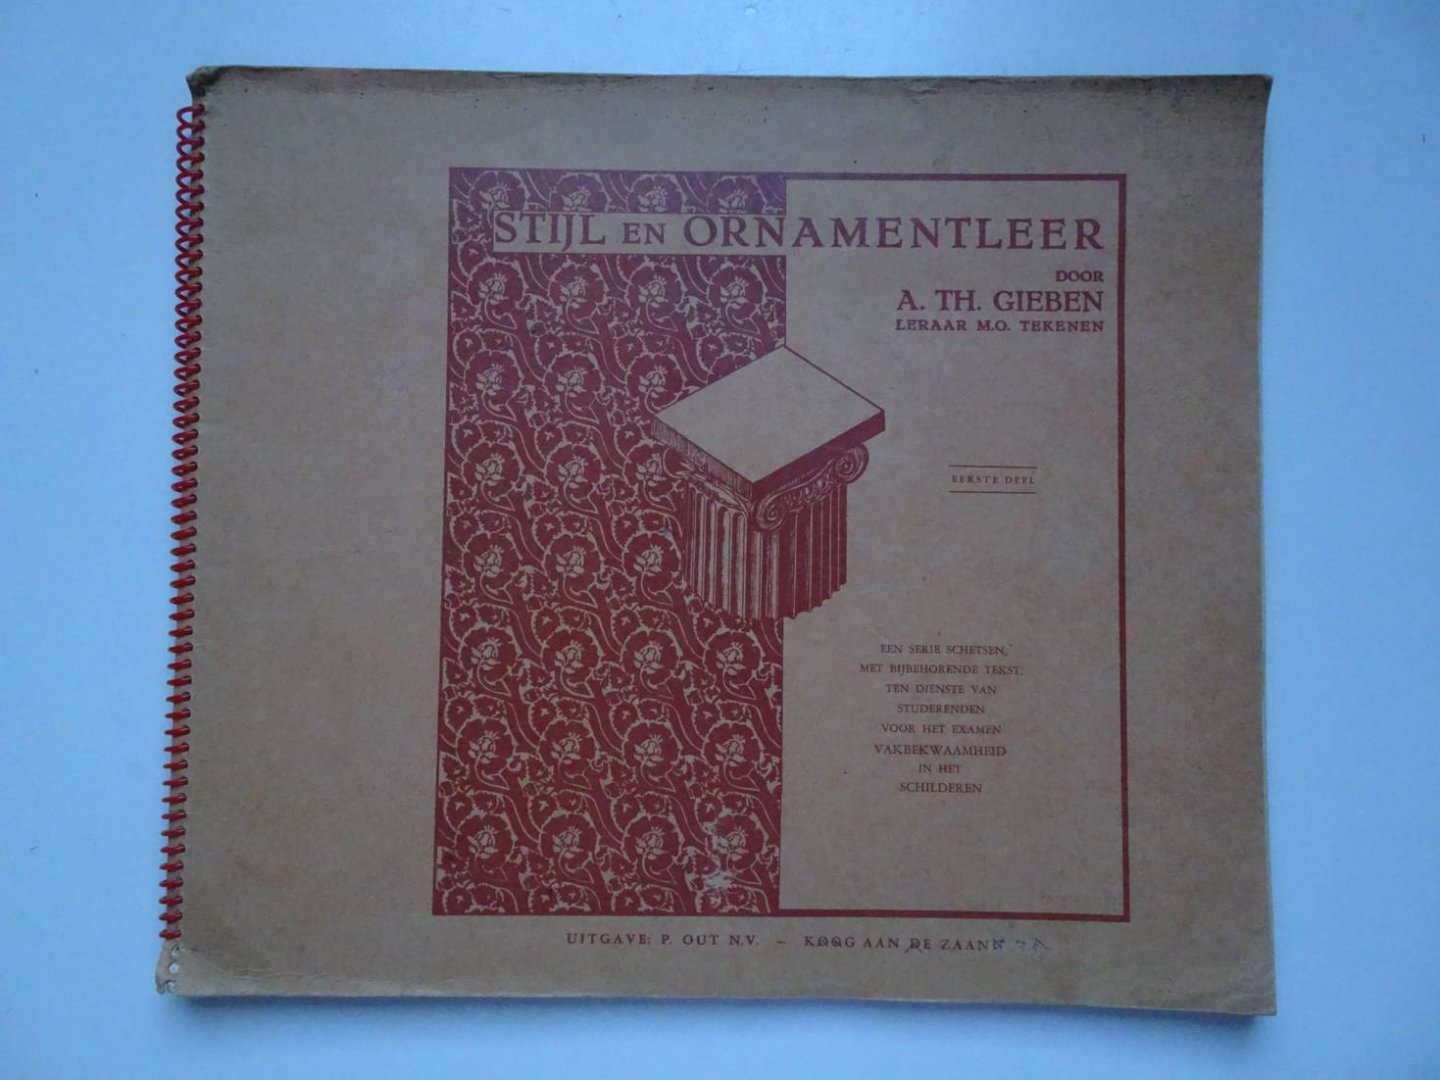 STIJL EN ORNAMENTLEER
DOOR
A. TH. GIEBEN
LERAAR M.O. TEKENEN
EERSTE DEEL
EEN SERIE SCHETSEN,
MET BIJBEHORENDE TEKST,
TEN DIENSTE VAN
STUDERENDEN
VOOR HET EXAMEN
VAKBEKWAAMHEID
IN HET
SCHILDEREN
UITGAVE: P. OUT N.V. – KOOG AAN DE ZAAN